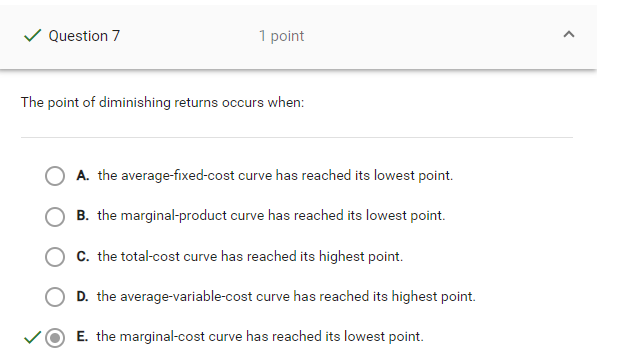 Question 7 1 point
The point of diminishing returns occurs when:
A. the average-fixed-cost curve has reached its lowest point.
B. the marginal-product curve has reached its lowest point.
C. the total-cost curve has reached its highest point.
D. the average-variable-cost curve has reached its highest point.
E. the marginal-cost curve has reached its lowest point.